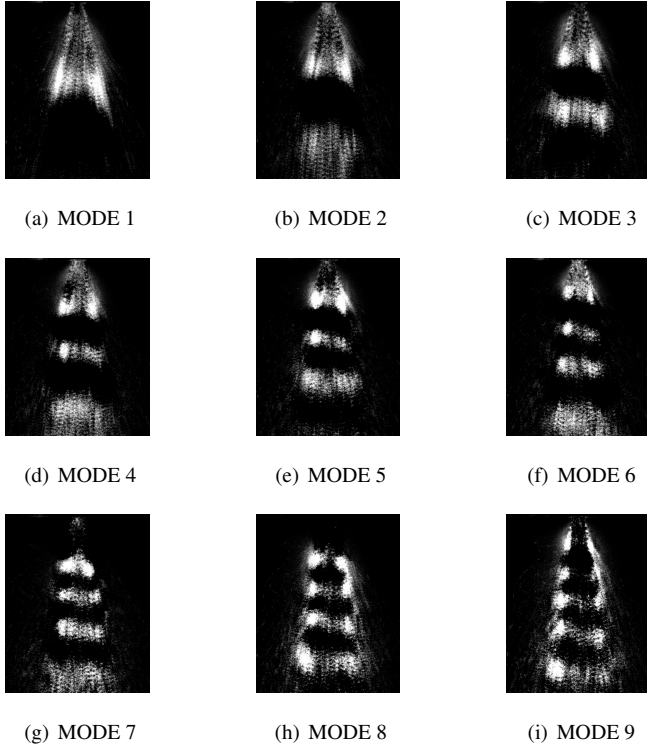 (a) MODE 1
(b) MODE 2
(c) MODE 3
(d) MODE 4
(e) MODE 5
(f) MODE 6
(g) MODE 7
(h) MODE 8
(i) MODE 9